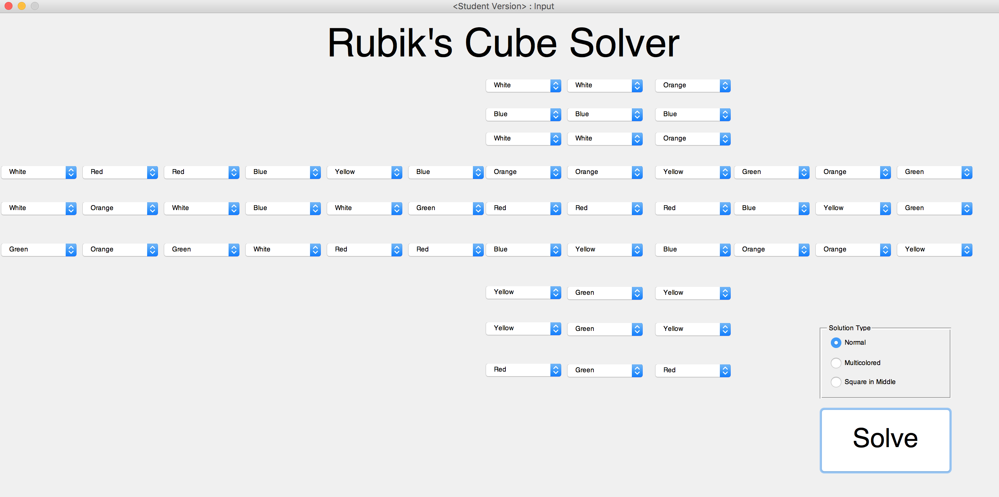 <Student Version> : Input
Rubik's Cube Solver
White White Orange
Blue Blue Blue
White White Orange
White Red Red Blue Yellow Blue Orange Orange Yellow Green Orange Green
White Orange White Blue White Green Red Red Red Blue Yellow Green
Green Orange Green White Red Red Blue Yellow Blue Orange Orange Yellow
Yellow Green Yellow
Yellow Green Yellow
Red Green Red
Solution Type
Normal
Multicolored
Square in Middle
Solve